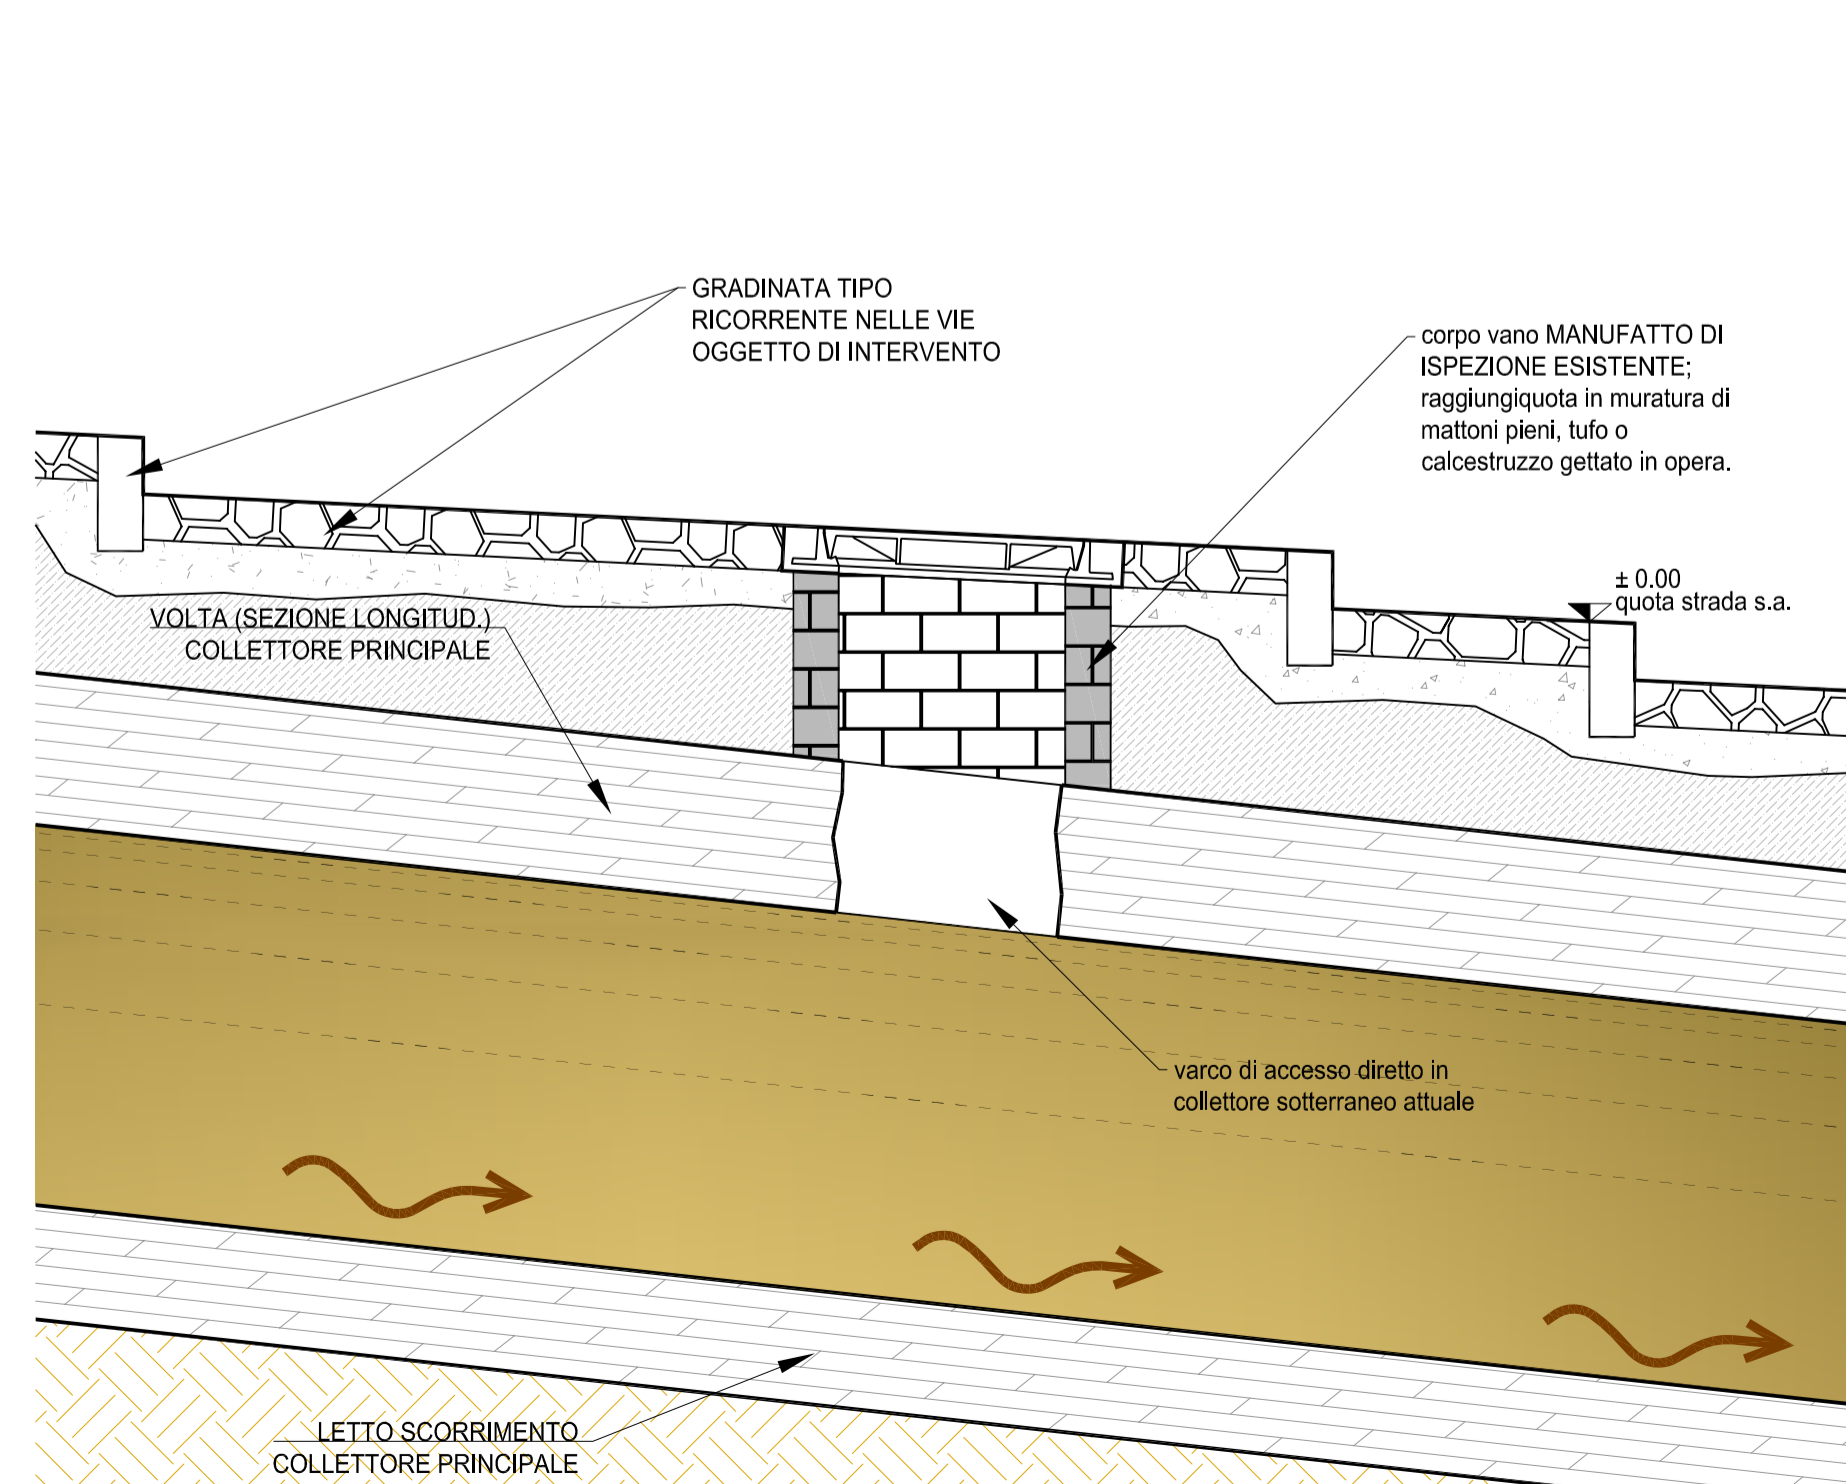 GRADINATA TIPO
RICORRENTE NELLE VIE
OGGETTO DI INTERVENTO
corpo vano MANUFATTO DI
ISPEZIONE ESISTENTE;
raggiungiquota in muratura di
mattoni pieni, tufo o
calcestruzzo gettato in opera.
± 0.00
quota strada s.a.
VOLTA (SEZIONE LONGITUD.)
COLLETTORE PRINCIPALE
varco di accesso diretto in
collettore sotterraneo attuale
LETTO SCORRIMENTO
COLLETTORE PRINCIPALE